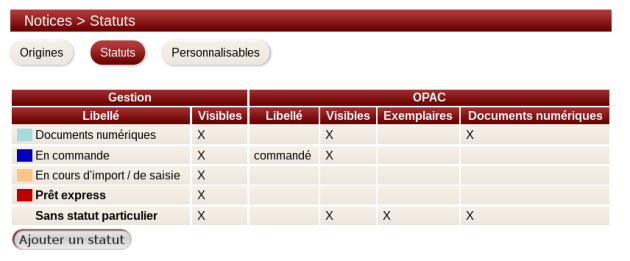 Notices > Statuts
Origines Statuts Personnalisables
Gestion OPAC
Libellé Visibles Libellé Visibles Exemplaires Documents numériques
Documents numériques X X X
En commande X commandé X
En cours d'import / de saisie X
Prêt express X
Sans statut particulier X X X X
Ajouter un statut